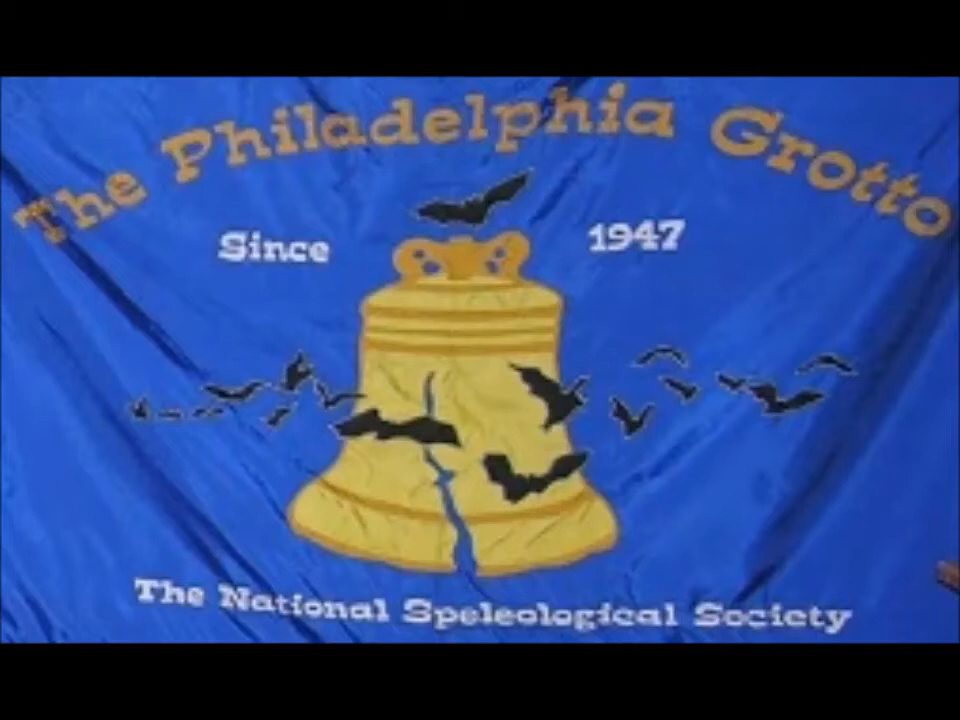 The Philadelphia Grotto
Since 1947
The National Speleological Society